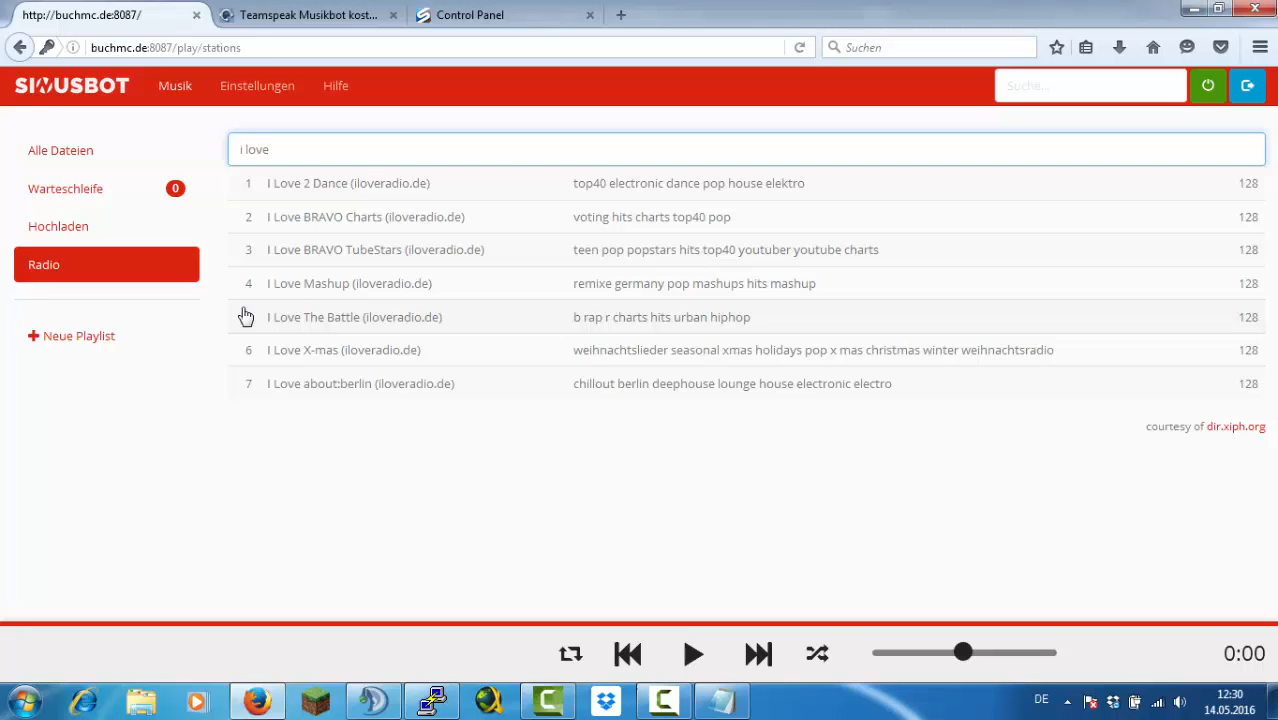 http://buchmc.de:8087/ × Teamspeak Musikbot kost... × Control Panel × +
buchmc.de:8087/play/stations Suchen
SINUSBOT Musik Einstellungen Hilfe Suche...
i love
Alle Dateien
Warteschleife 0
Hochladen
Radio
+ Neue Playlist
1 I Love 2 Dance (iloveradio.de) top40 electronic dance pop house elektro 128
2 I Love BRAVO Charts (iloveradio.de) voting hits charts top40 pop 128
3 I Love BRAVO TubeStars (iloveradio.de) teen pop popstars hits top40 youtuber youtube charts 128
4 I Love Mashup (iloveradio.de) remixe germany pop mashups hits mashup 128
I Love The Battle (iloveradio.de) b rap r charts hits urban hiphop 128
6 I Love X-mas (iloveradio.de) weihnachtslieder seasonal xmas holidays pop x mas christmas winter weihnachtsradio 128
7 I Love about:berlin (iloveradio.de) chillout berlin deephouse lounge house electronic electro 128
courtesy of dir.xiph.org
0:00
DE 12:30
14.05.2016